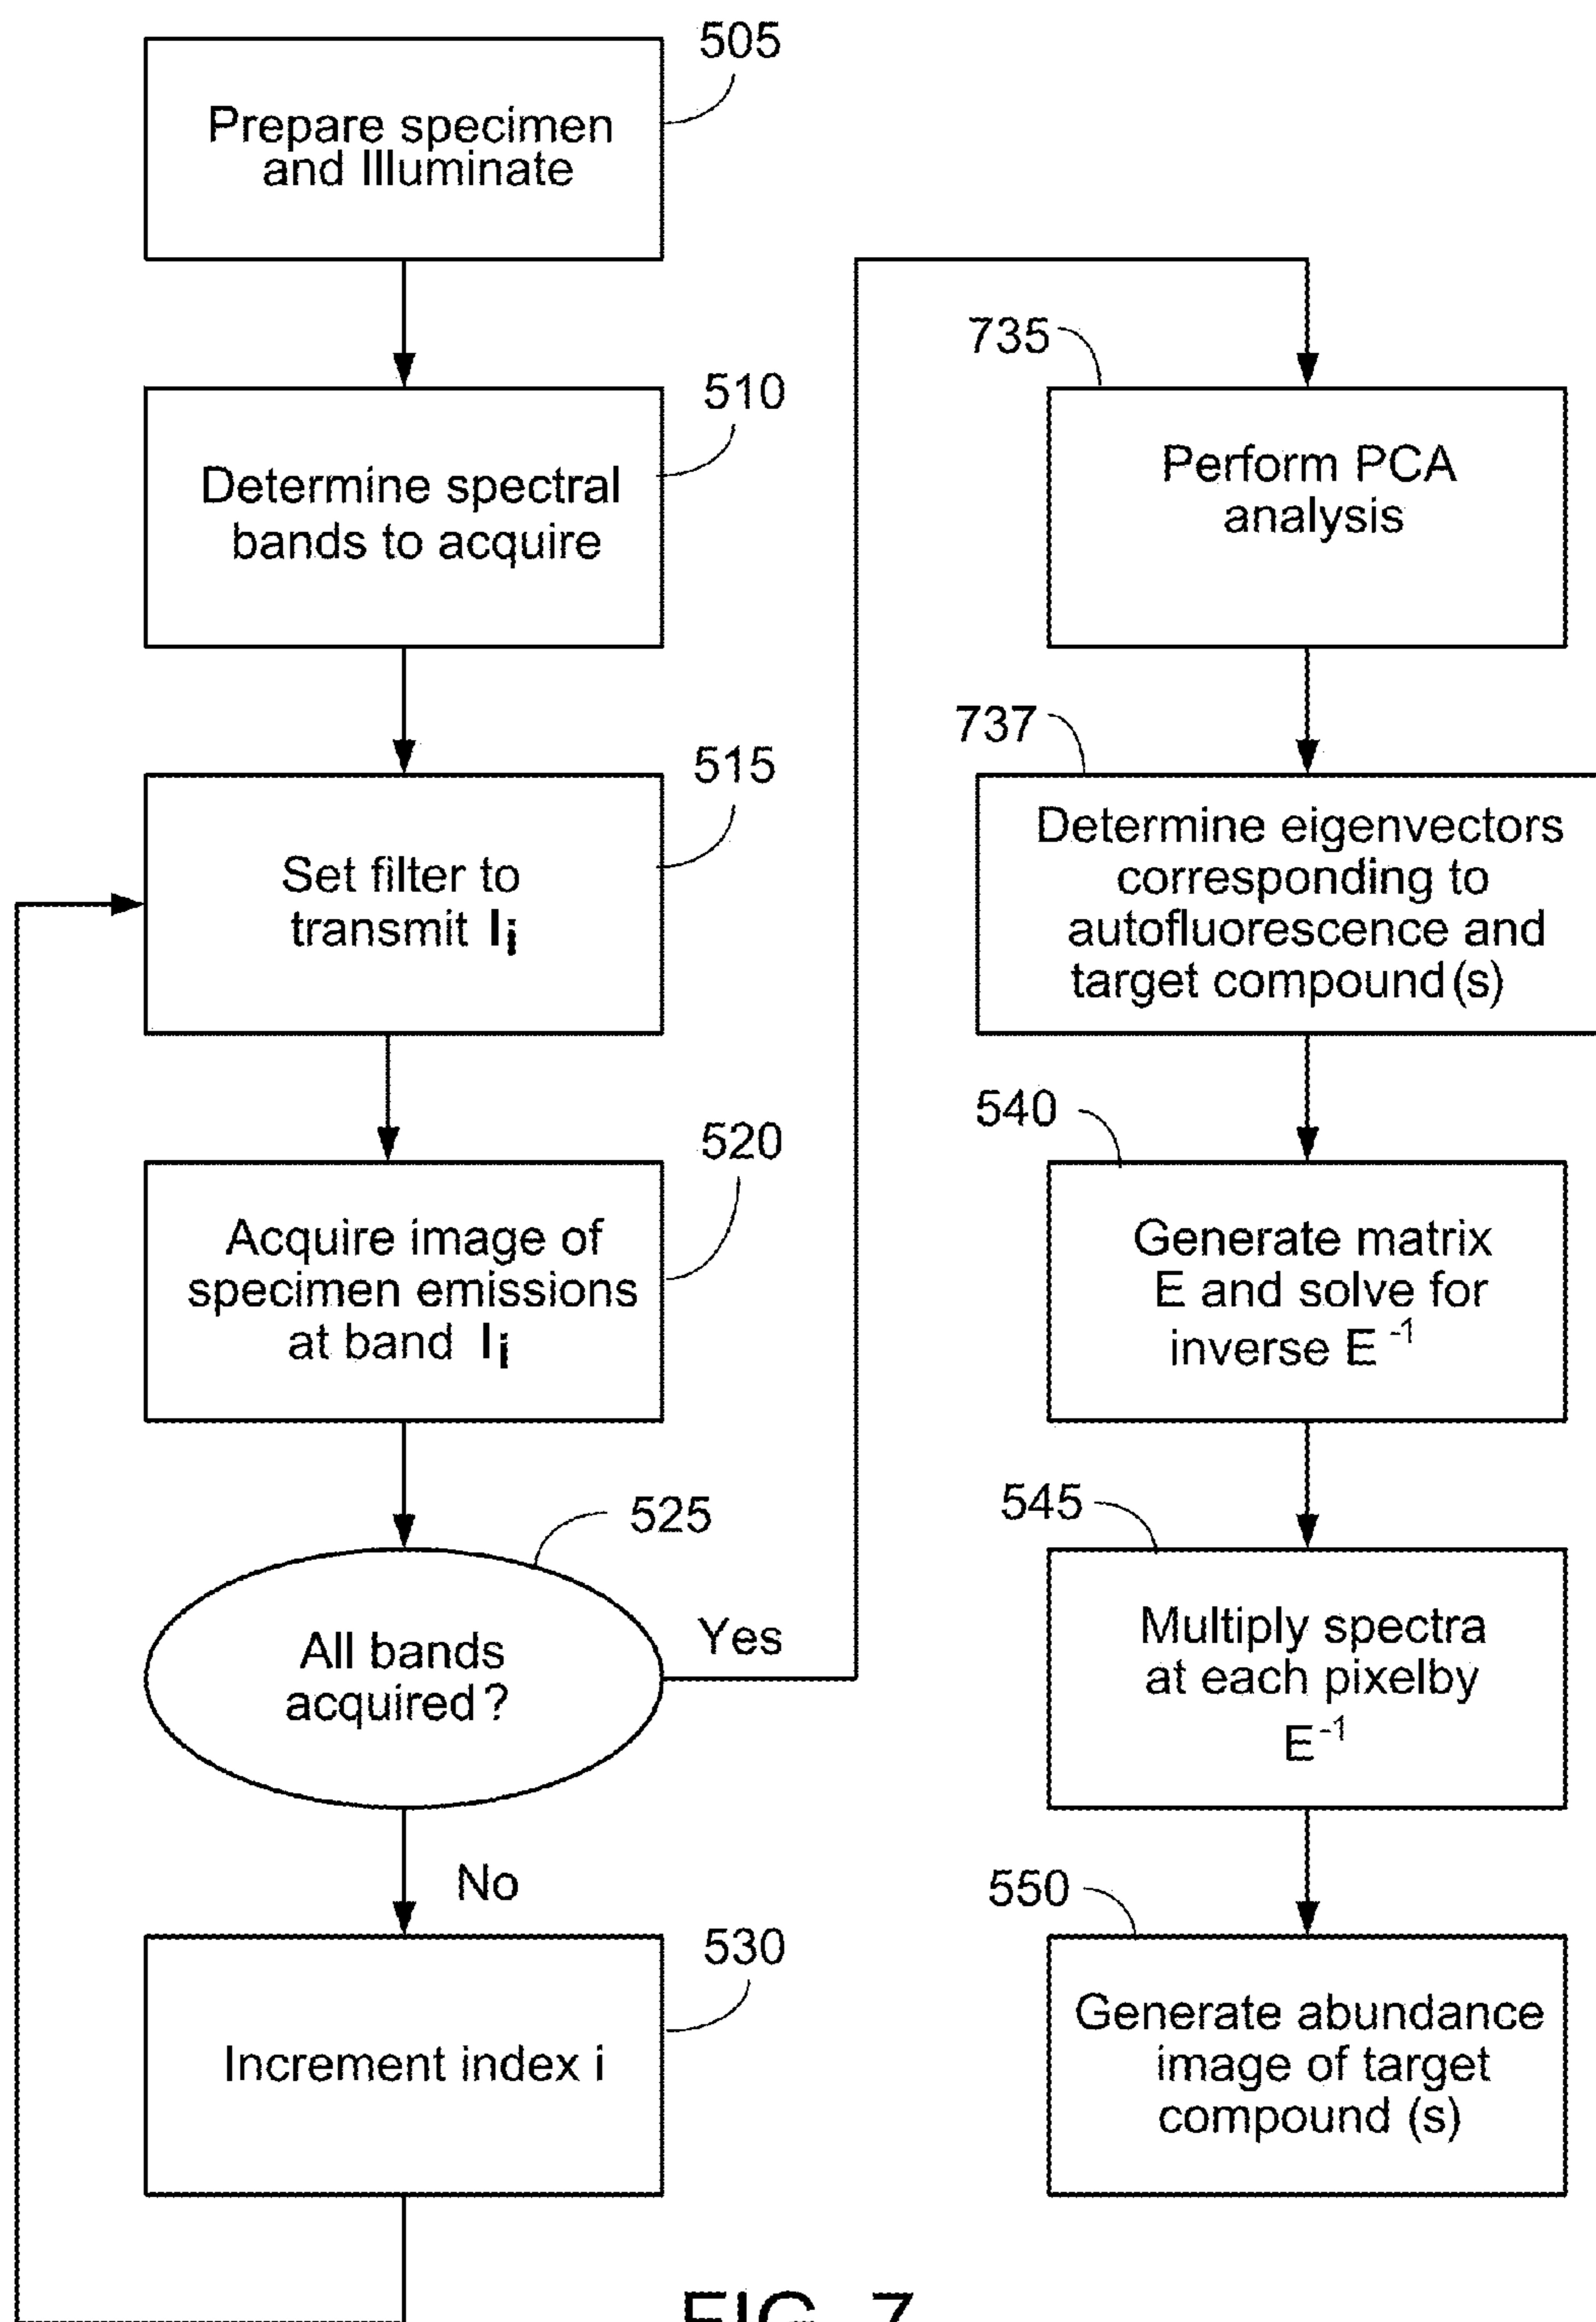 505
Prepare specimen
and Illuminate
510
Determine spectral
bands to acquire
515
Set filter to
transmit Ii
520
Acquire image of
specimen emissions
at band Ii
525
All bands
acquired?
Yes
No
530
Increment index i
735
Perform PCA
analysis
737
Determine eigenvectors
corresponding to
autofluorescence and
target compound(s)
540
Generate matrix
E and solve for
inverse E⁻¹
545
Multiply spectra
at each pixelby
E⁻¹
550
Generate abundance
image of target
compound (s)
FIG. 7